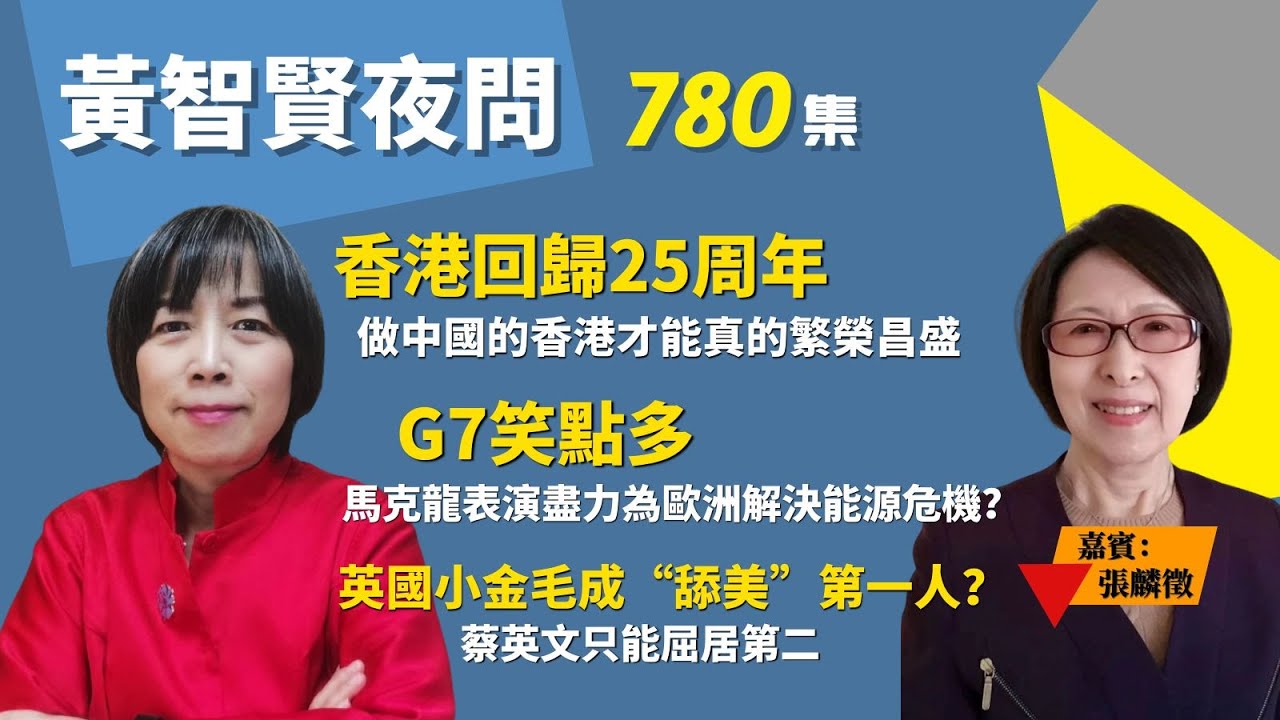 黃智賢夜問 780集
香港回歸25周年
做中國的香港才能真的繁榮昌盛
G7笑點多
馬克龍表演盡力為歐洲解決能源危機？
英國小金毛成“舔美”第一人？
蔡英文只能屈居第二
嘉賓：
張麟徵